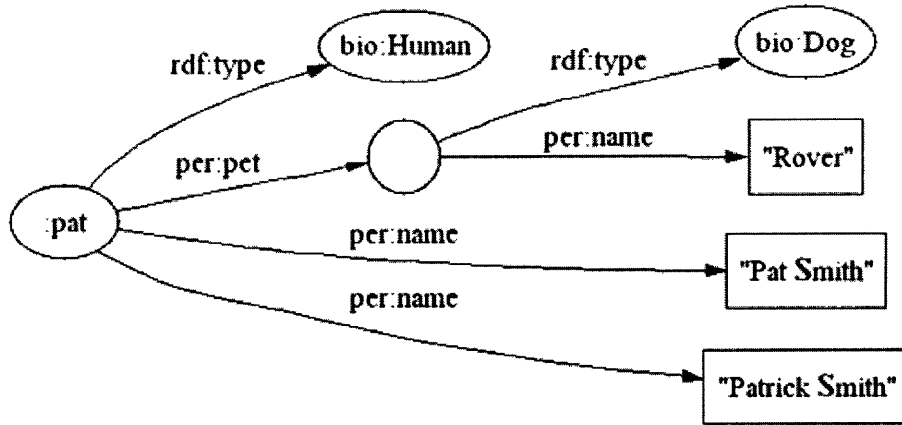 bio:Human
bio:Dog
rdf:type
rdf:type
per:name
per:pet
"Rover"
:pat
per:name
"Pat Smith"
per:name
"Patrick Smith"